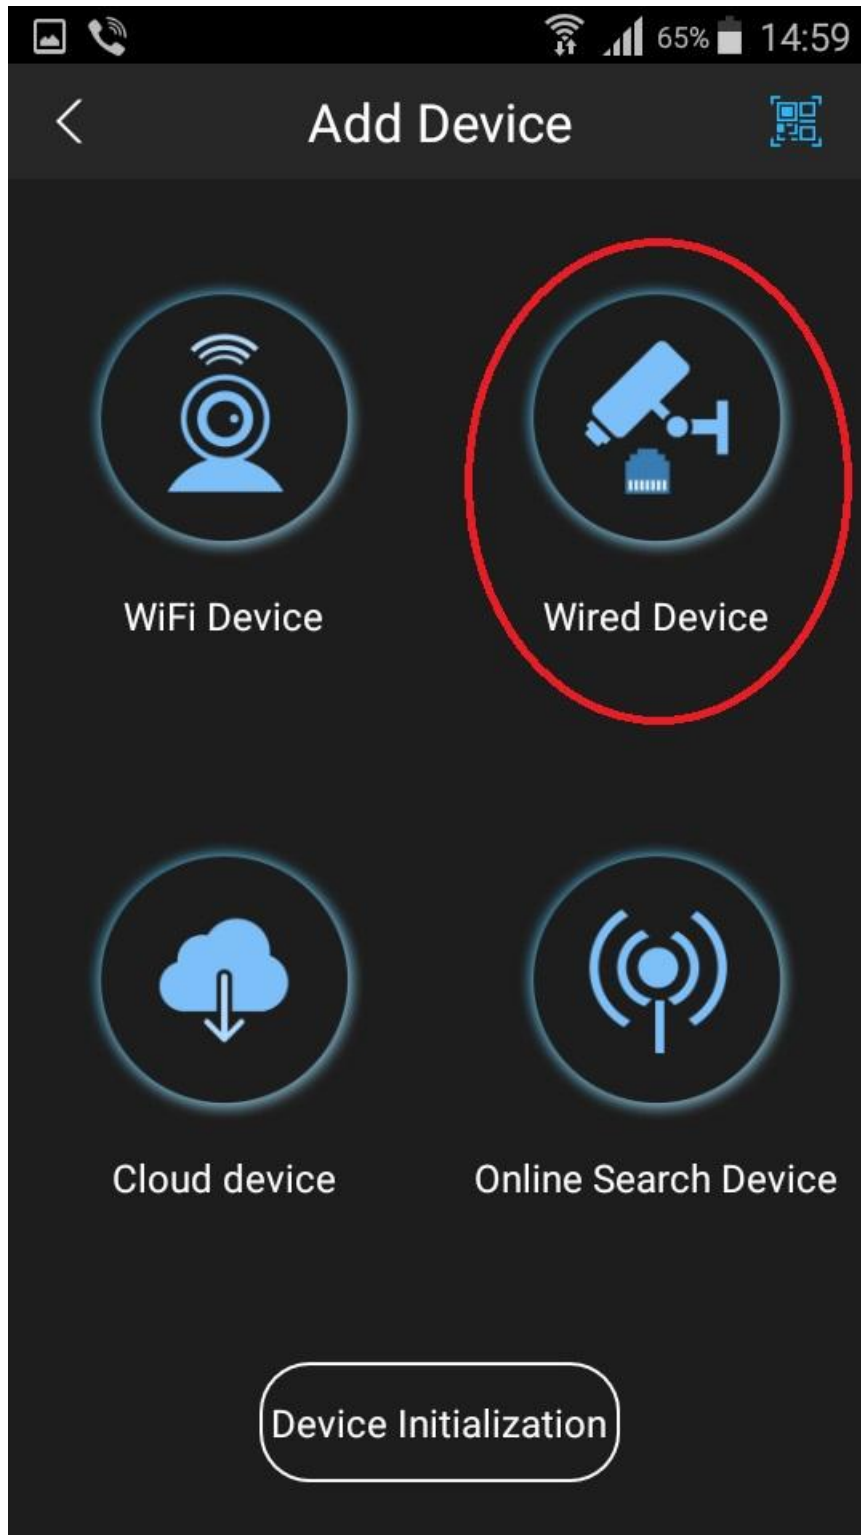 65% 14:59
Add Device
WiFi Device Wired Device
Cloud device Online Search Device
Device Initialization